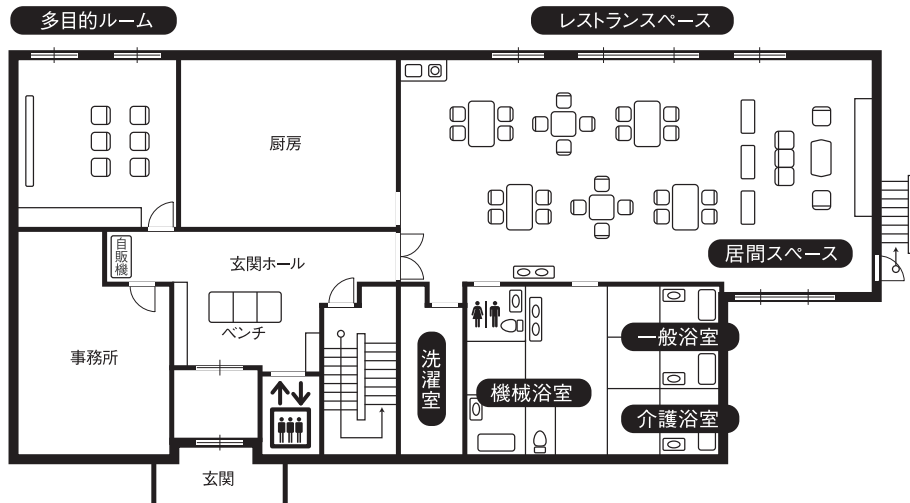 多目的ルーム
レストランスペース
厨房
自販機
玄関ホール
居間スペース
ベンチ
事務所
洗濯室
一般浴室
機械浴室
介護浴室
玄関